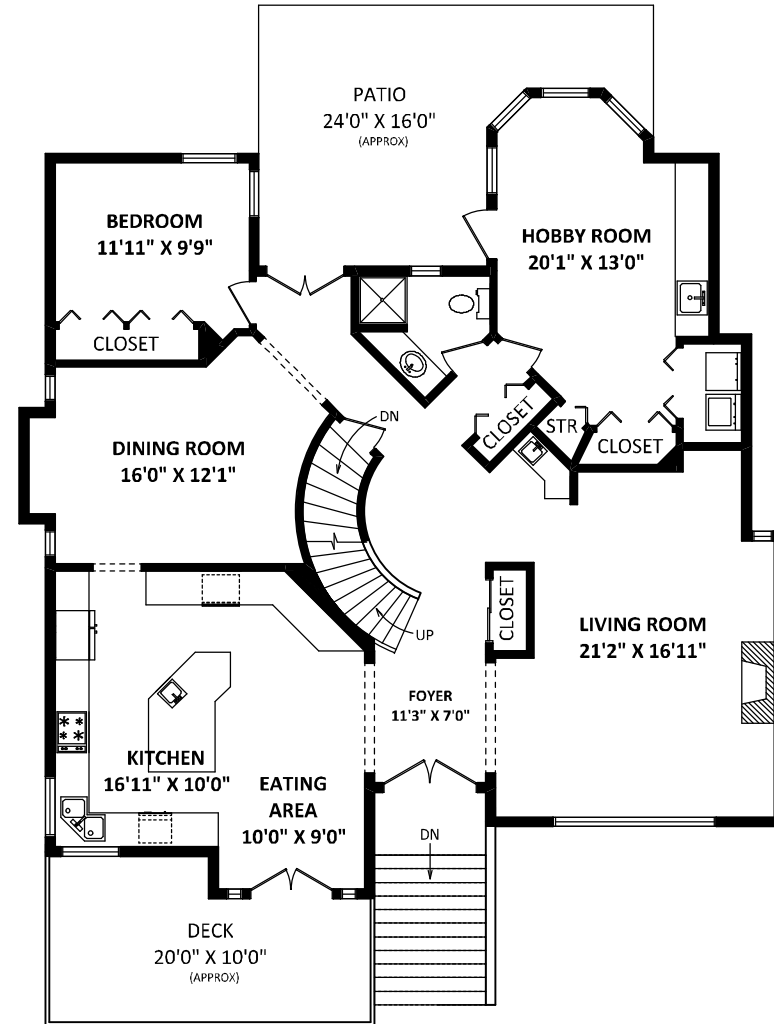 PATIO
24'0" X 16'0"
(APPROX)
BEDROOM
11'11" X 9'9"
HOBBY ROOM
20'1" X 13'0"
CLOSET
CLOSET
STR
CLOSET
DN
DINING ROOM
16'0" X 12'1"
CLOSET
UP
LIVING ROOM
21'2" X 16'11"
FOYER
11'3" X 7'0"
KITCHEN
16'11" X 10'0"
EATING
AREA
10'0" X 9'0"
DN
DECK
20'0" X 10'0"
(APPROX)